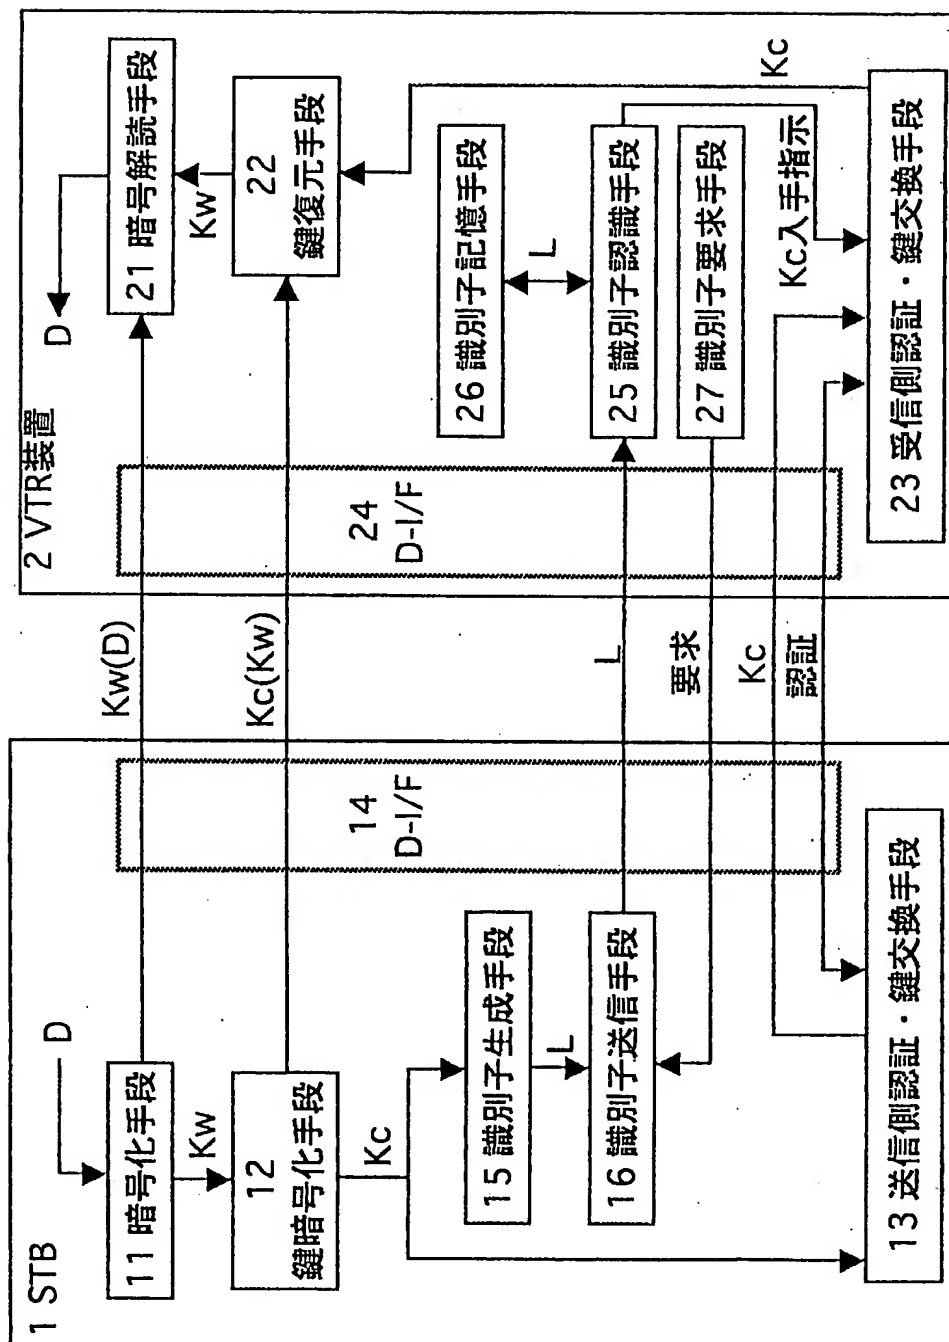 1 STB
D
11 暗号化手段
Kw
12
鍵暗号化手段
Kc
15 識別子生成手段
L
16 識別子送信手段
13 送信側認証・鍵交換手段
14
D-I/F
Kw(D)
Kc(Kw)
L
要求
Kc
認証
2 VTR装置
24
D-I/F
D
21 暗号解読手段
Kw
22
鍵復元手段
Kc
26 識別子記憶手段
L
25 識別子認識手段
27 識別子要求手段
Kc入手指示
23 受信側認証・鍵交換手段